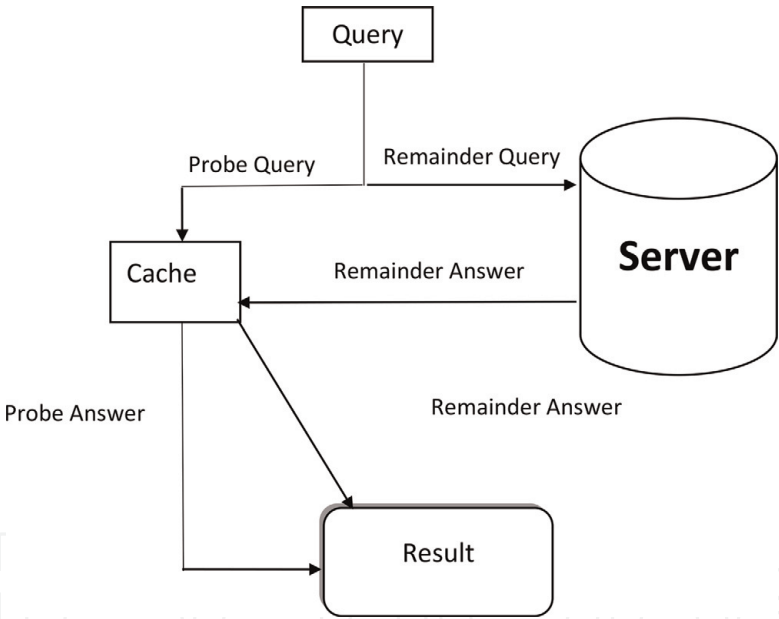 Query
Probe Query
Remainder Query
Server
Cache
Remainder Answer
Probe Answer
Remainder Answer
Result